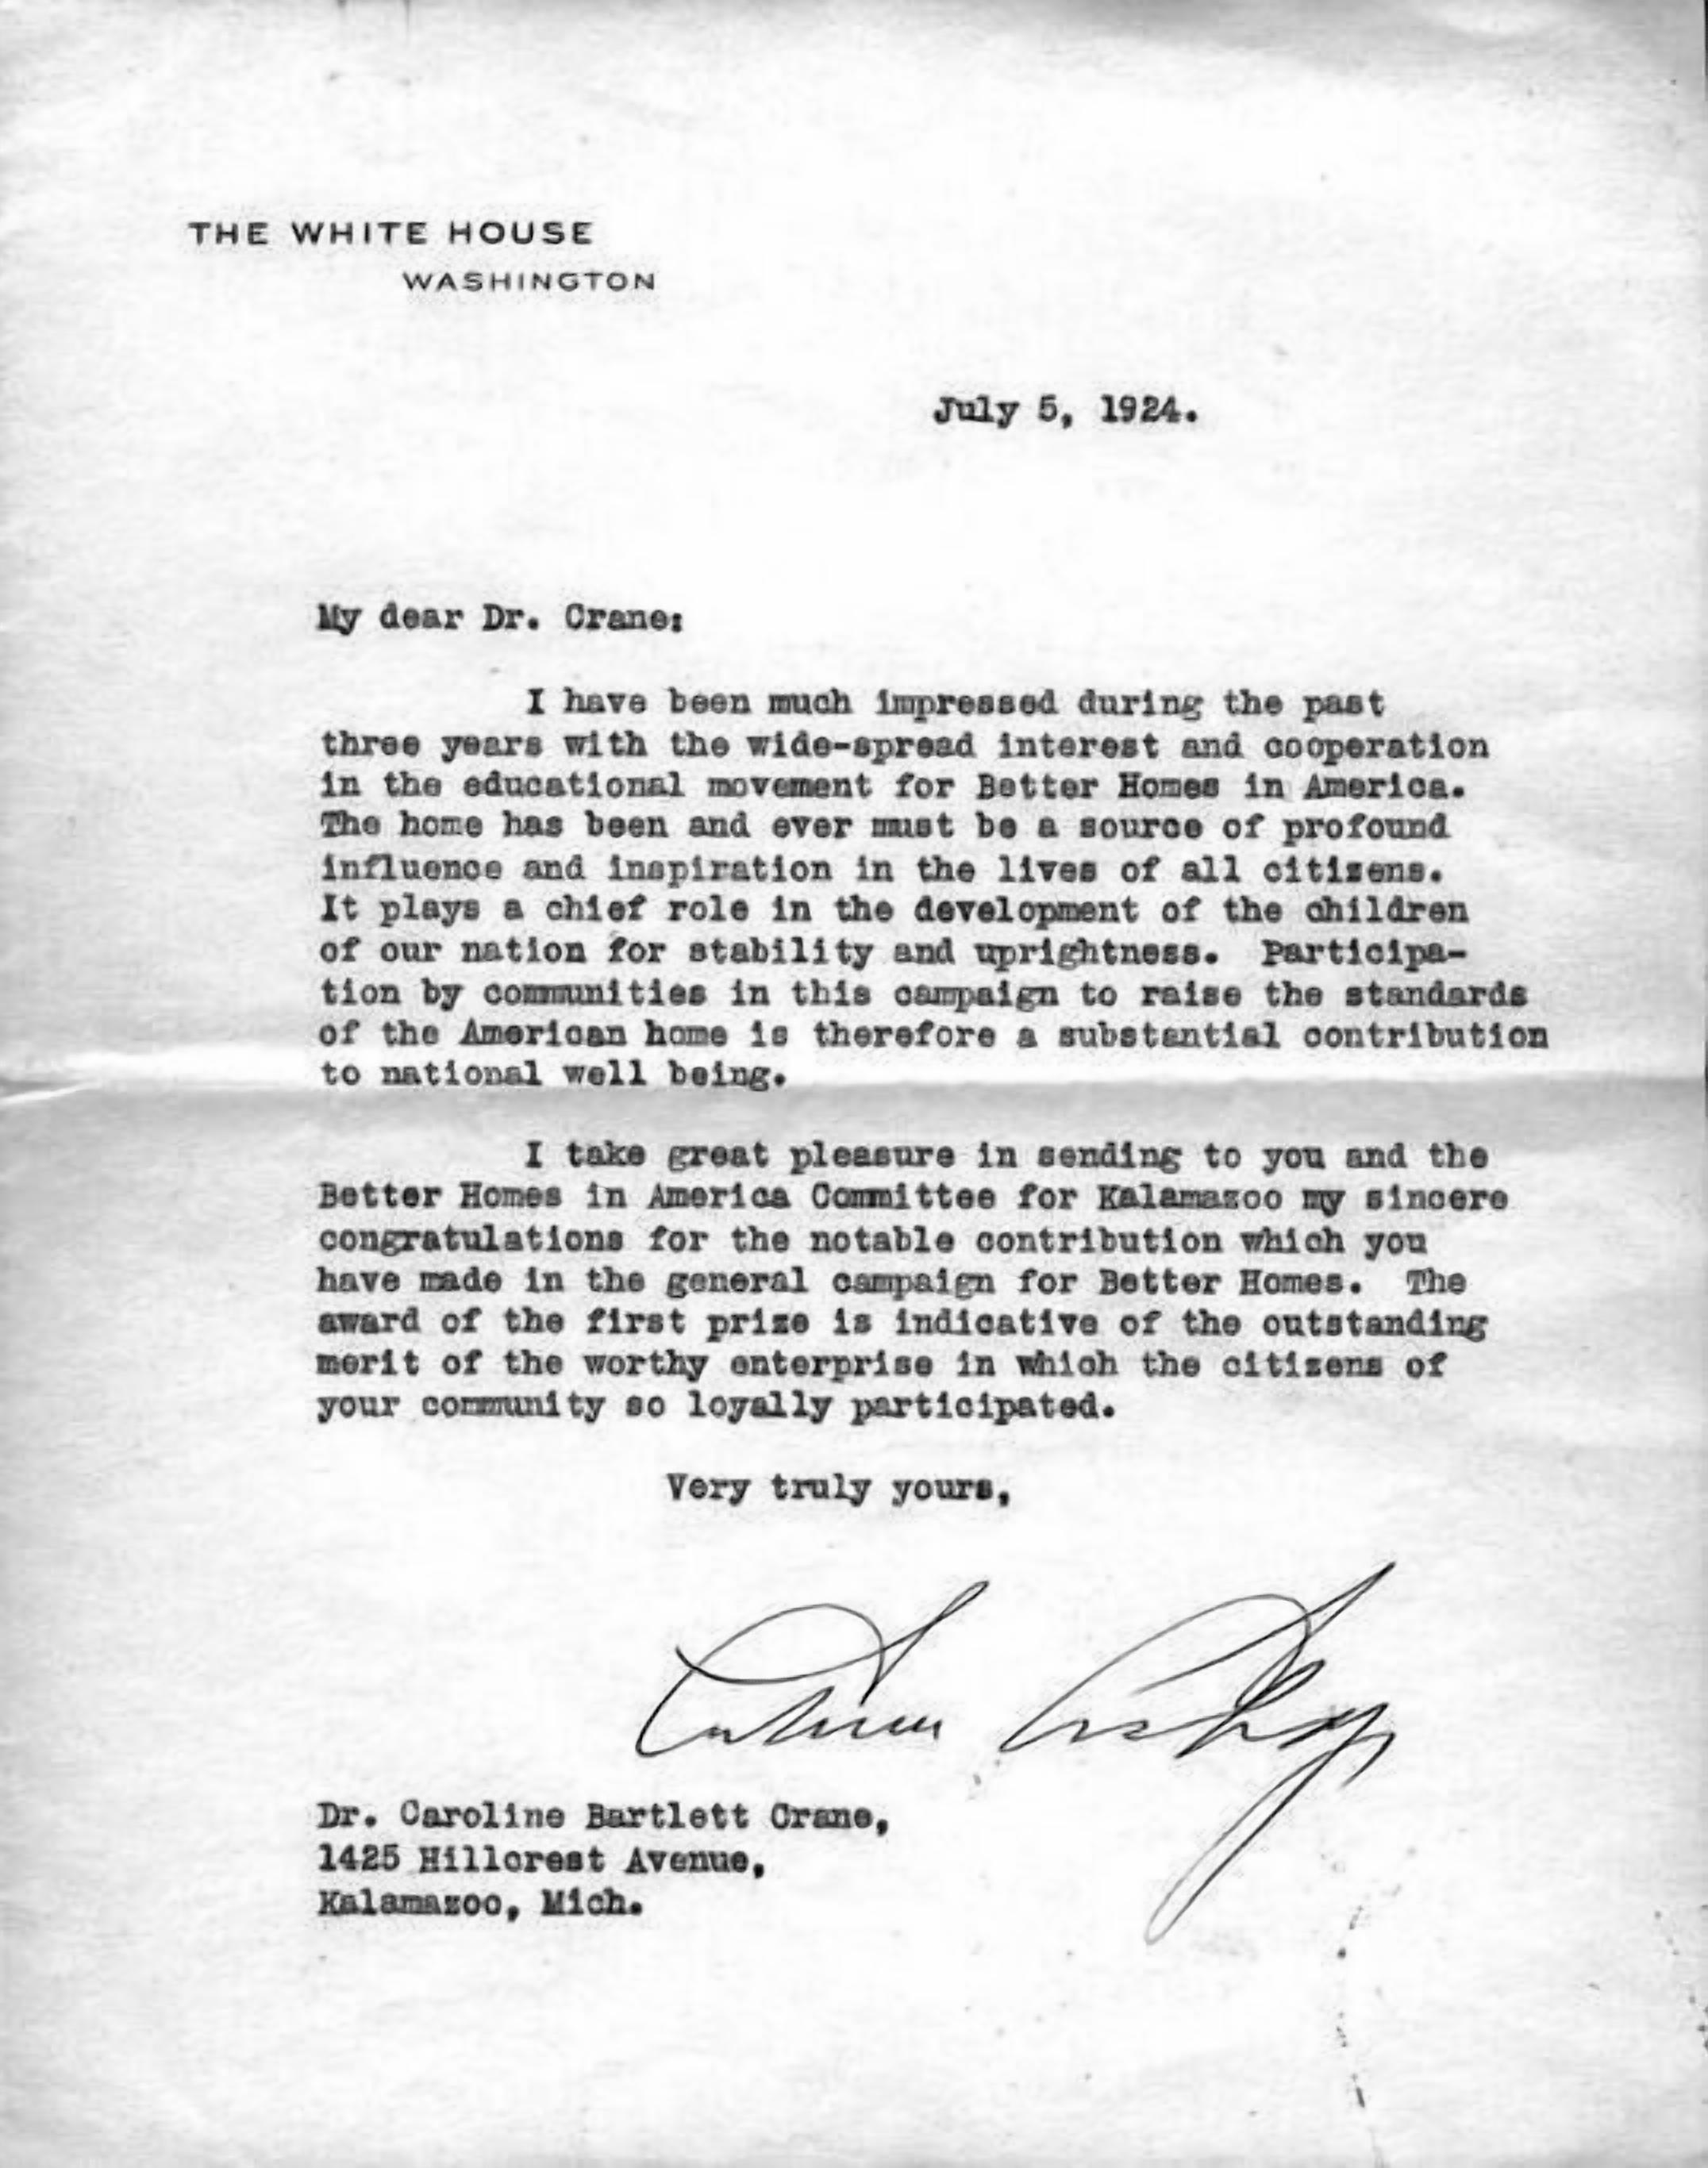 THE WHITE HOUSE
WASHINGTON
July 5, 1924.
My dear Dr. Crane:
I have been much impressed during the past
three years with the wide-spread interest and cooperation
in the educational movement for Better Homes in America.
The home has been and ever must be a source of profound
influence and inspiration in the lives of all citizens.
It plays a chief role in the development of the children
of our nation for stability and uprightness. Participa-
tion by communities in this campaign to raise the standards
of the American home is therefore a substantial contribution
to national well being.
I take great pleasure in sending to you and the
Better Homes in America Committee for Kalamazoo my sincere
congratulations for the notable contribution which you
have made in the general campaign for Better Homes. The
award of the first prize is indicative of the outstanding
merit of the worthy enterprise in which the citizens of
your community so loyally participated.
Very truly yours,
Calvin Coolidge
Dr. Caroline Bartlett Crane,
1425 Hillcrest Avenue,
Kalamazoo, Mich.